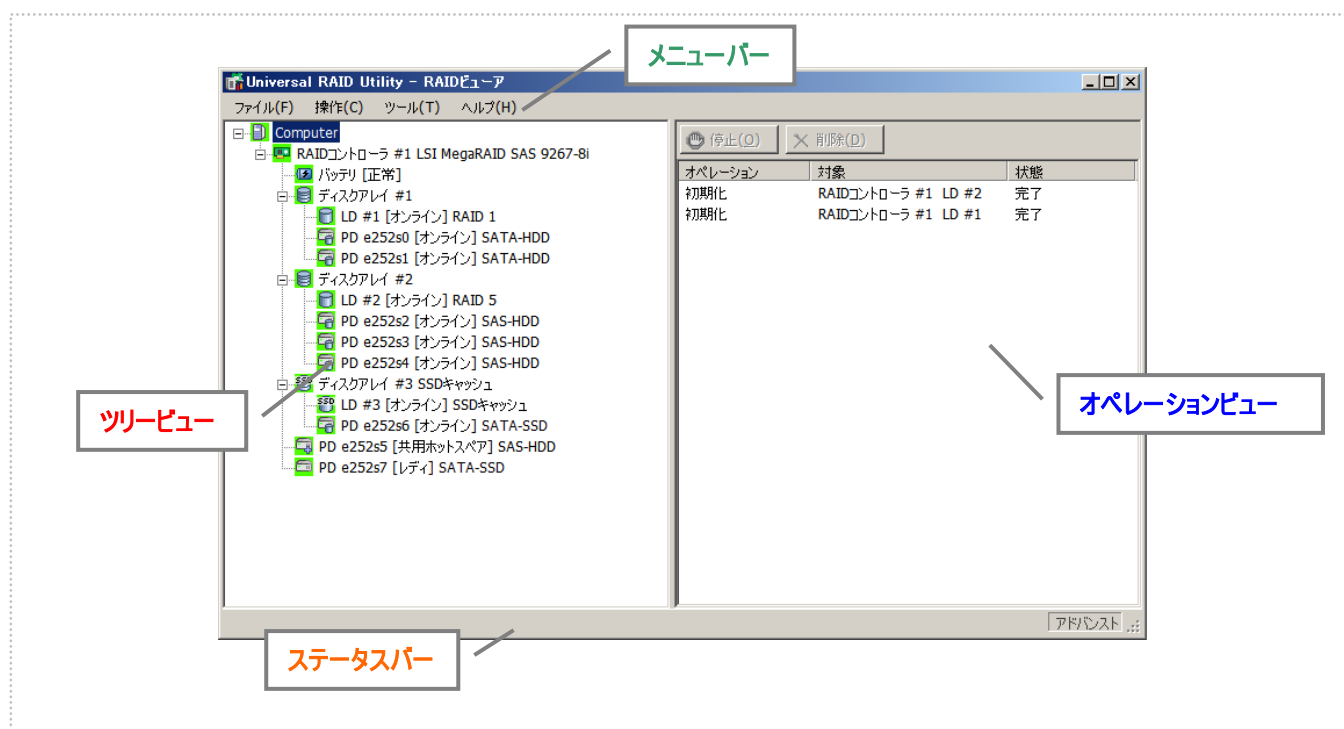 メニューバー
Universal RAID Utility - RAIDビューア
ファイル(F) 操作(C) ツール(T) ヘルプ(H)
Computer
RAIDコントローラ #1 LSI MegaRAID SAS 9267-8i
バッテリ [正常]
ディスクアレイ #1
LD #1 [オンライン] RAID 1
PD e252s0 [オンライン] SATA-HDD
PD e252s1 [オンライン] SATA-HDD
ディスクアレイ #2
LD #2 [オンライン] RAID 5
PD e252s2 [オンライン] SAS-HDD
PD e252s3 [オンライン] SAS-HDD
PD e252s4 [オンライン] SAS-HDD
ディスクアレイ #3 SSDキャッシュ
LD #3 [オンライン] SSDキャッシュ
PD e252s6 [オンライン] SATA-SSD
PD e252s5 [共用ホットスペア] SAS-HDD
PD e252s7 [レディ] SATA-SSD
停止(O) 削除(D)
オペレーション 対象 状態
初期化 RAIDコントローラ #1 LD #2 完了
初期化 RAIDコントローラ #1 LD #1 完了
ツリービュー
オペレーションビュー
アドバンスト
ステータスバー